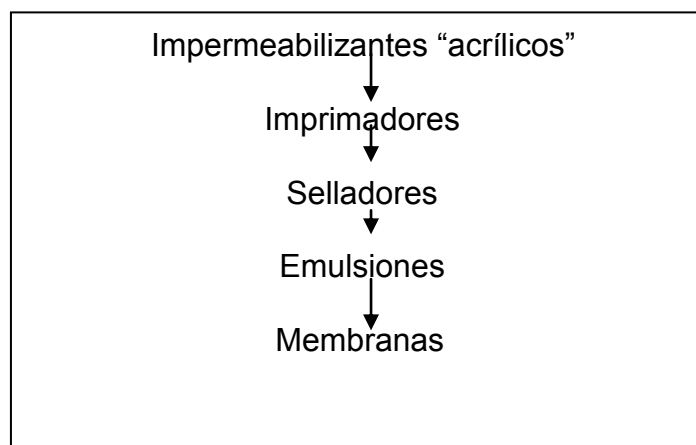 Impermeabilizantes “acrílicos”
Imprimadores
Selladores
Emulsiones
Membranas